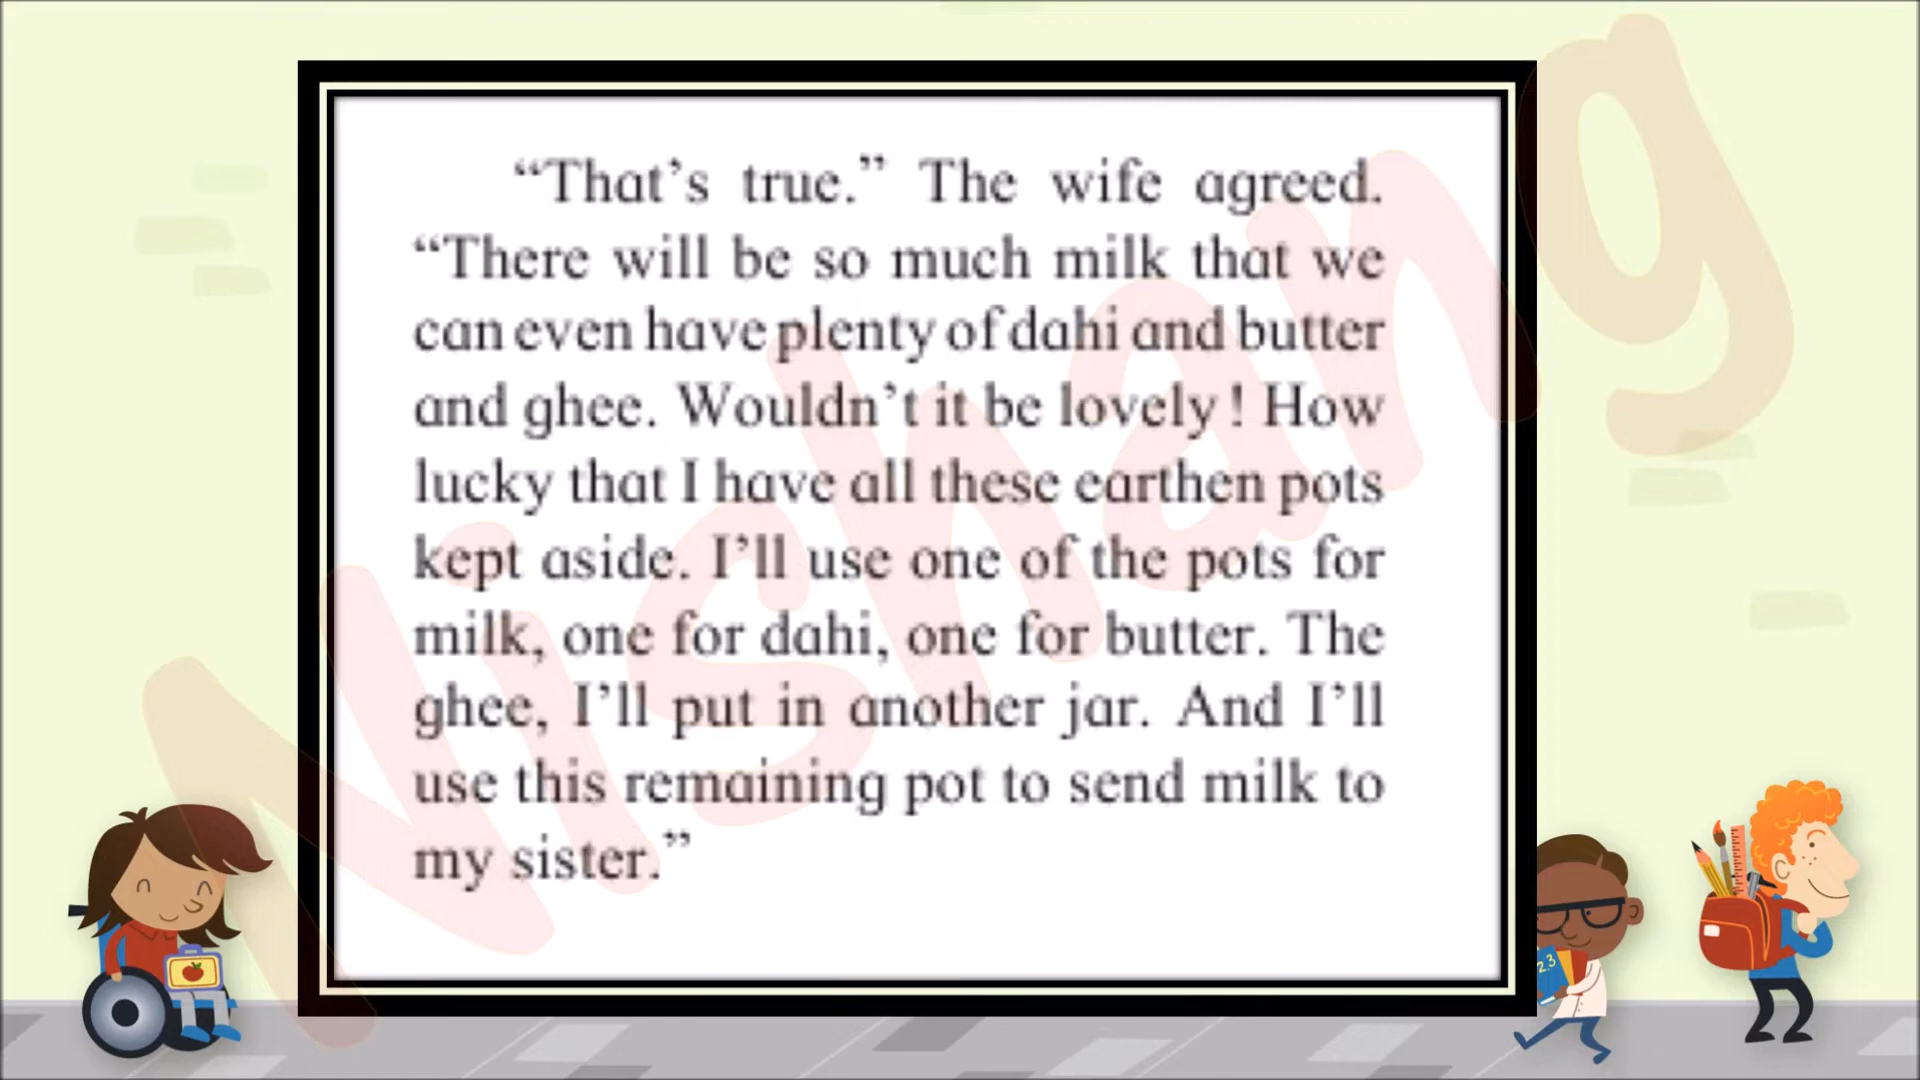 “That’s true.” The wife agreed.
“There will be so much milk that we
can even have plenty of dahi and butter
and ghee. Wouldn’t it be lovely! How
lucky that I have all these earthen pots
kept aside. I’ll use one of the pots for
milk, one for dahi, one for butter. The
ghee, I’ll put in another jar. And I’ll
use this remaining pot to send milk to
my sister.”
Nishang
2.3